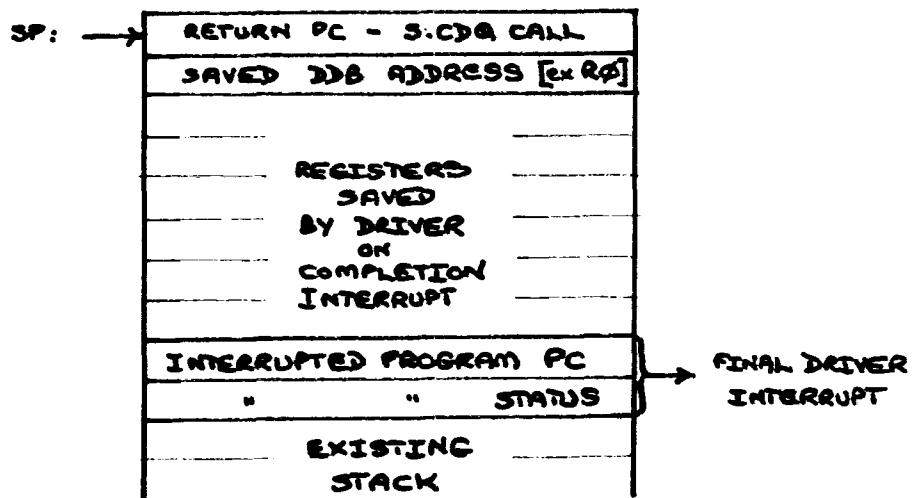 SP: RETURN PC - S.CDQ CALL
SAVED DDB ADDRESS [ex RØ]
REGISTERS
SAVED
BY DRIVER
ON
COMPLETION
INTERRUPT
INTERRUPTED PROGRAM PC
" " STATUS
FINAL DRIVER
INTERRUPT
EXISTING
STACK